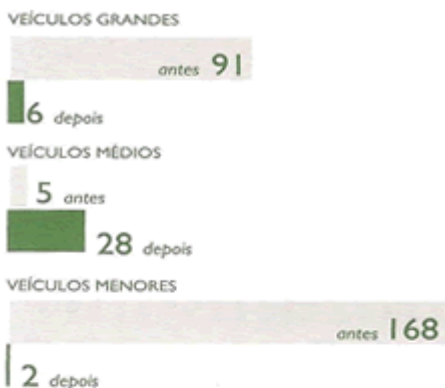 VEÍCULOS GRANDES
antes 91
6 depois
VEÍCULOS MÉDIOS
5 antes
28 depois
VEÍCULOS MENORES
antes 168
2 depois